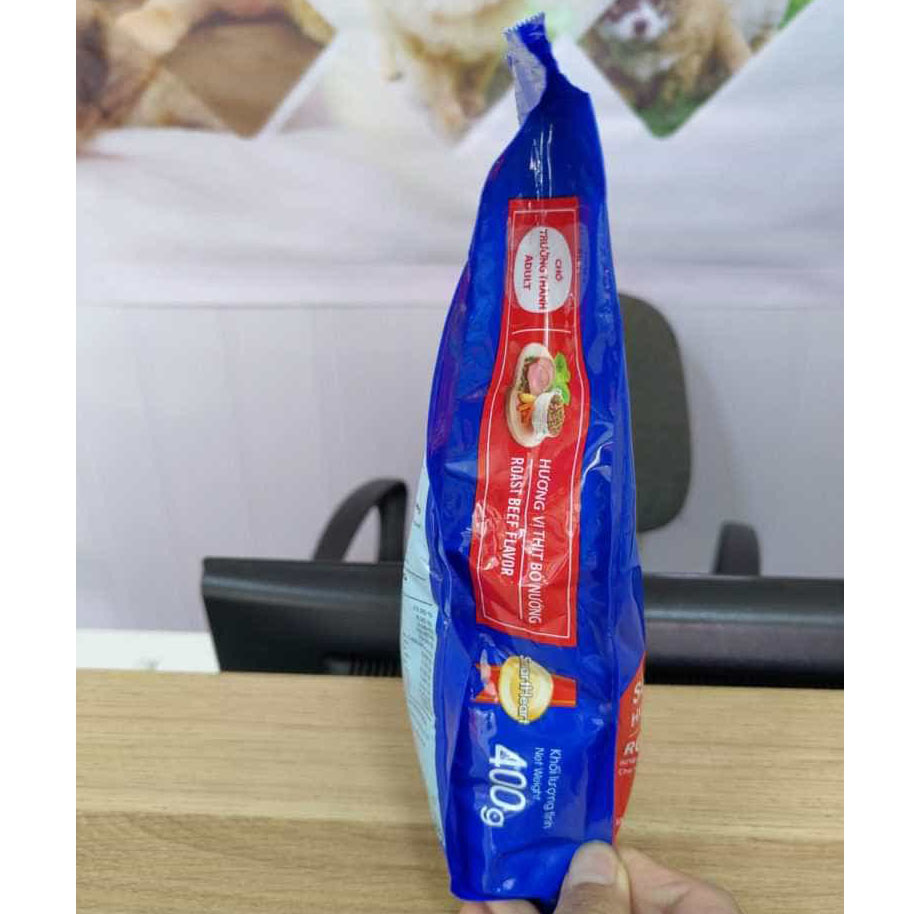 CHÓ
TRƯỞNG THÀNH
ADULT
HƯƠNG VỊ THỊT BÒ NƯỚNG
ROAST BEEF FLAVOR
SmartHeart
Khối lượng tịnh
Net Weight
400g